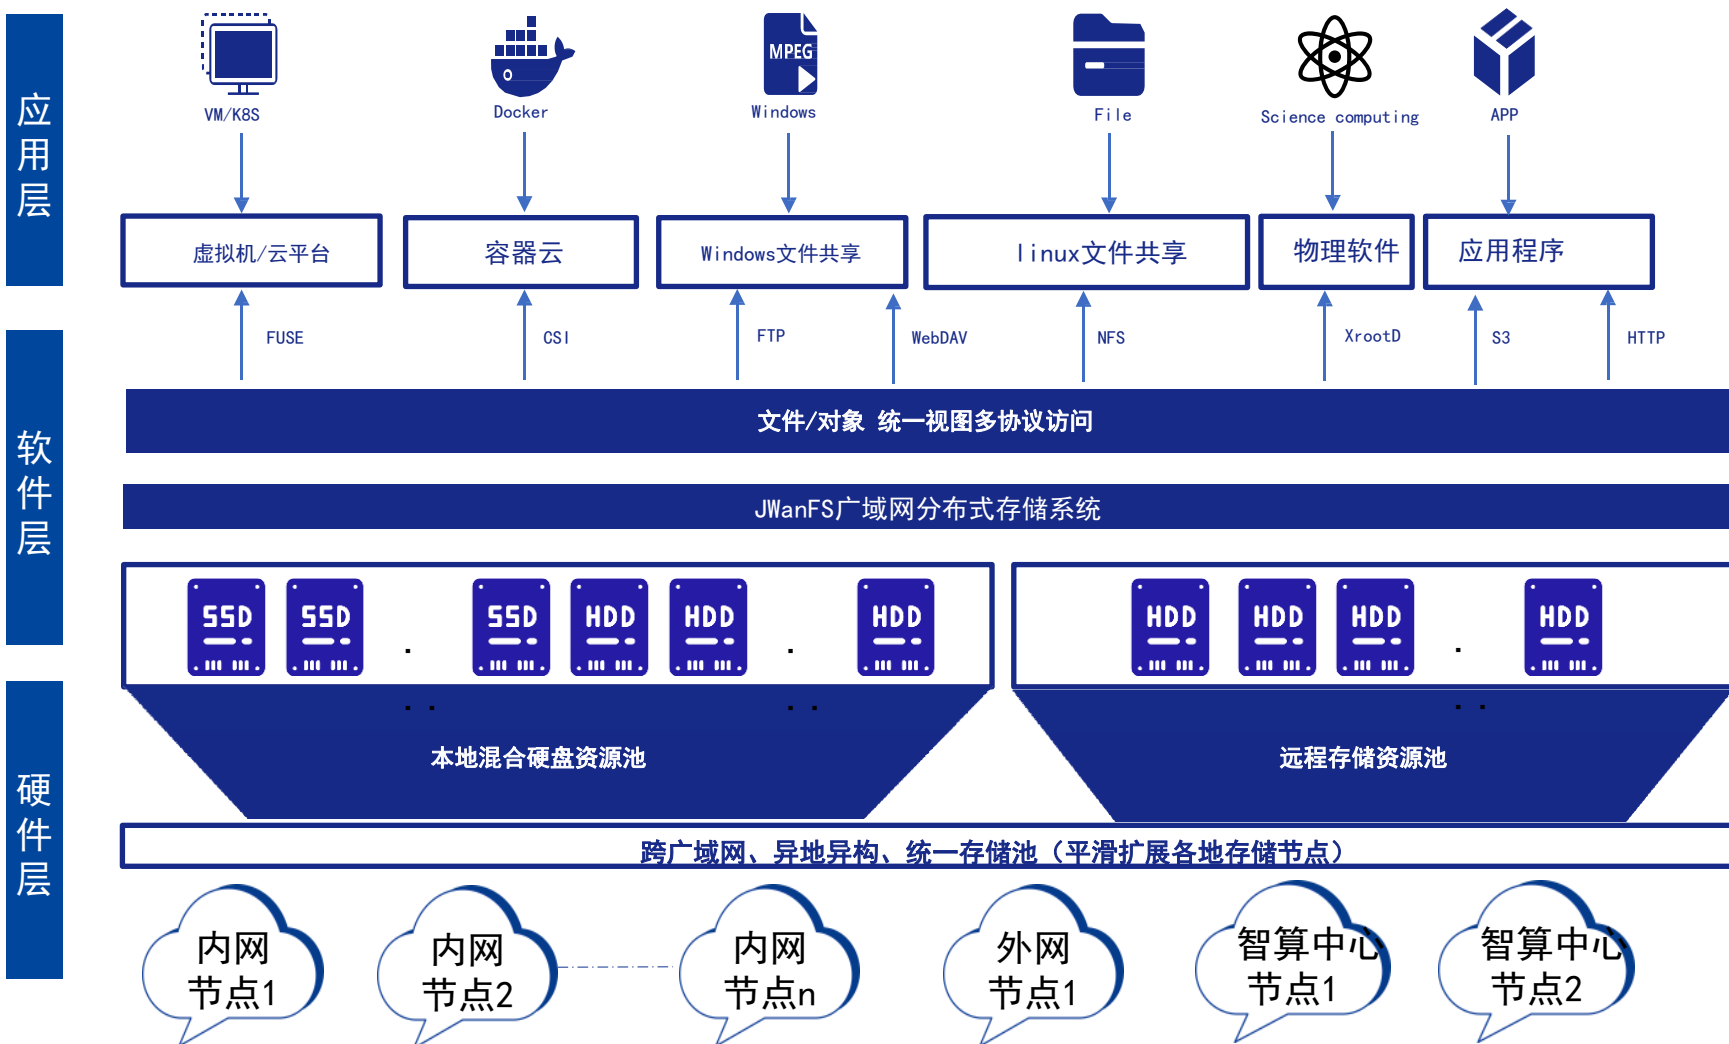 应用层
MPEG
VM/K8S
Docker
Windows
File
Science computing
APP
虚拟机/云平台
容器云
Windows文件共享
linux文件共享
物理软件
应用程序
软件层
FUSE
CSI
FTP
WebDAV
NFS
XrootD
S3
HTTP
文件/对象 统一视图多协议访问
JWanFS广域网分布式存储系统
SSD
SSD
. . .
SSD
HDD
HDD
. . .
HDD
HDD
HDD
HDD
. . .
HDD
硬件层
本地混合硬盘资源池
远程存储资源池
跨广域网、异地异构、统一存储池（平滑扩展各地存储节点）
内网
节点1
内网
节点2
内网
节点n
外网
节点1
智算中心
节点1
智算中心
节点2